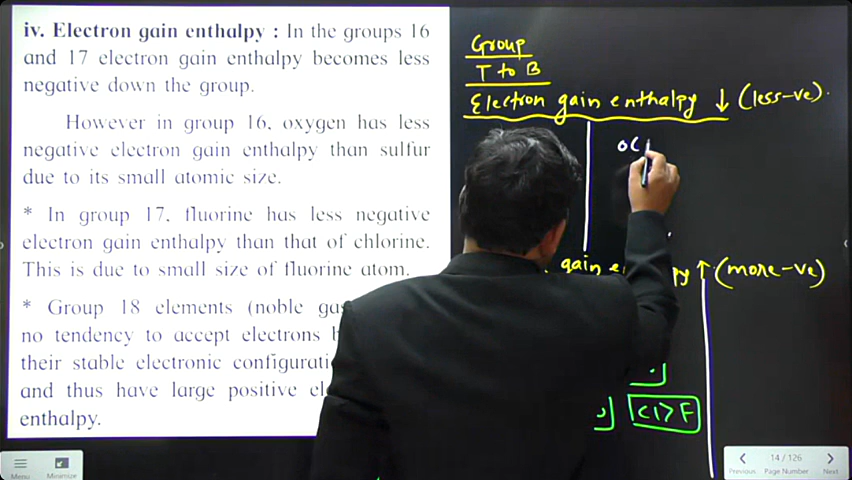 iv. Electron gain enthalpy : In the groups 16
and 17 electron gain enthalpy becomes less
negative down the group.
However in group 16, oxygen has less
negative electron gain enthalpy than sulfur
due to its small atomic size.
* In group 17, fluorine has less negative
electron gain enthalpy than that of chlorine.
This is due to small size of fluorine atom.
* Group 18 elements (noble
no tendency to accept electrons
their stable electronic
and thus have large positive
enthalpy.
Menu
Minimize
Group
T to B
Electron gain enthalpy ↓ (less-ve).
O(
gain ↑ (more-ve)
Cl > F
14 / 126
Previous Page Number Next